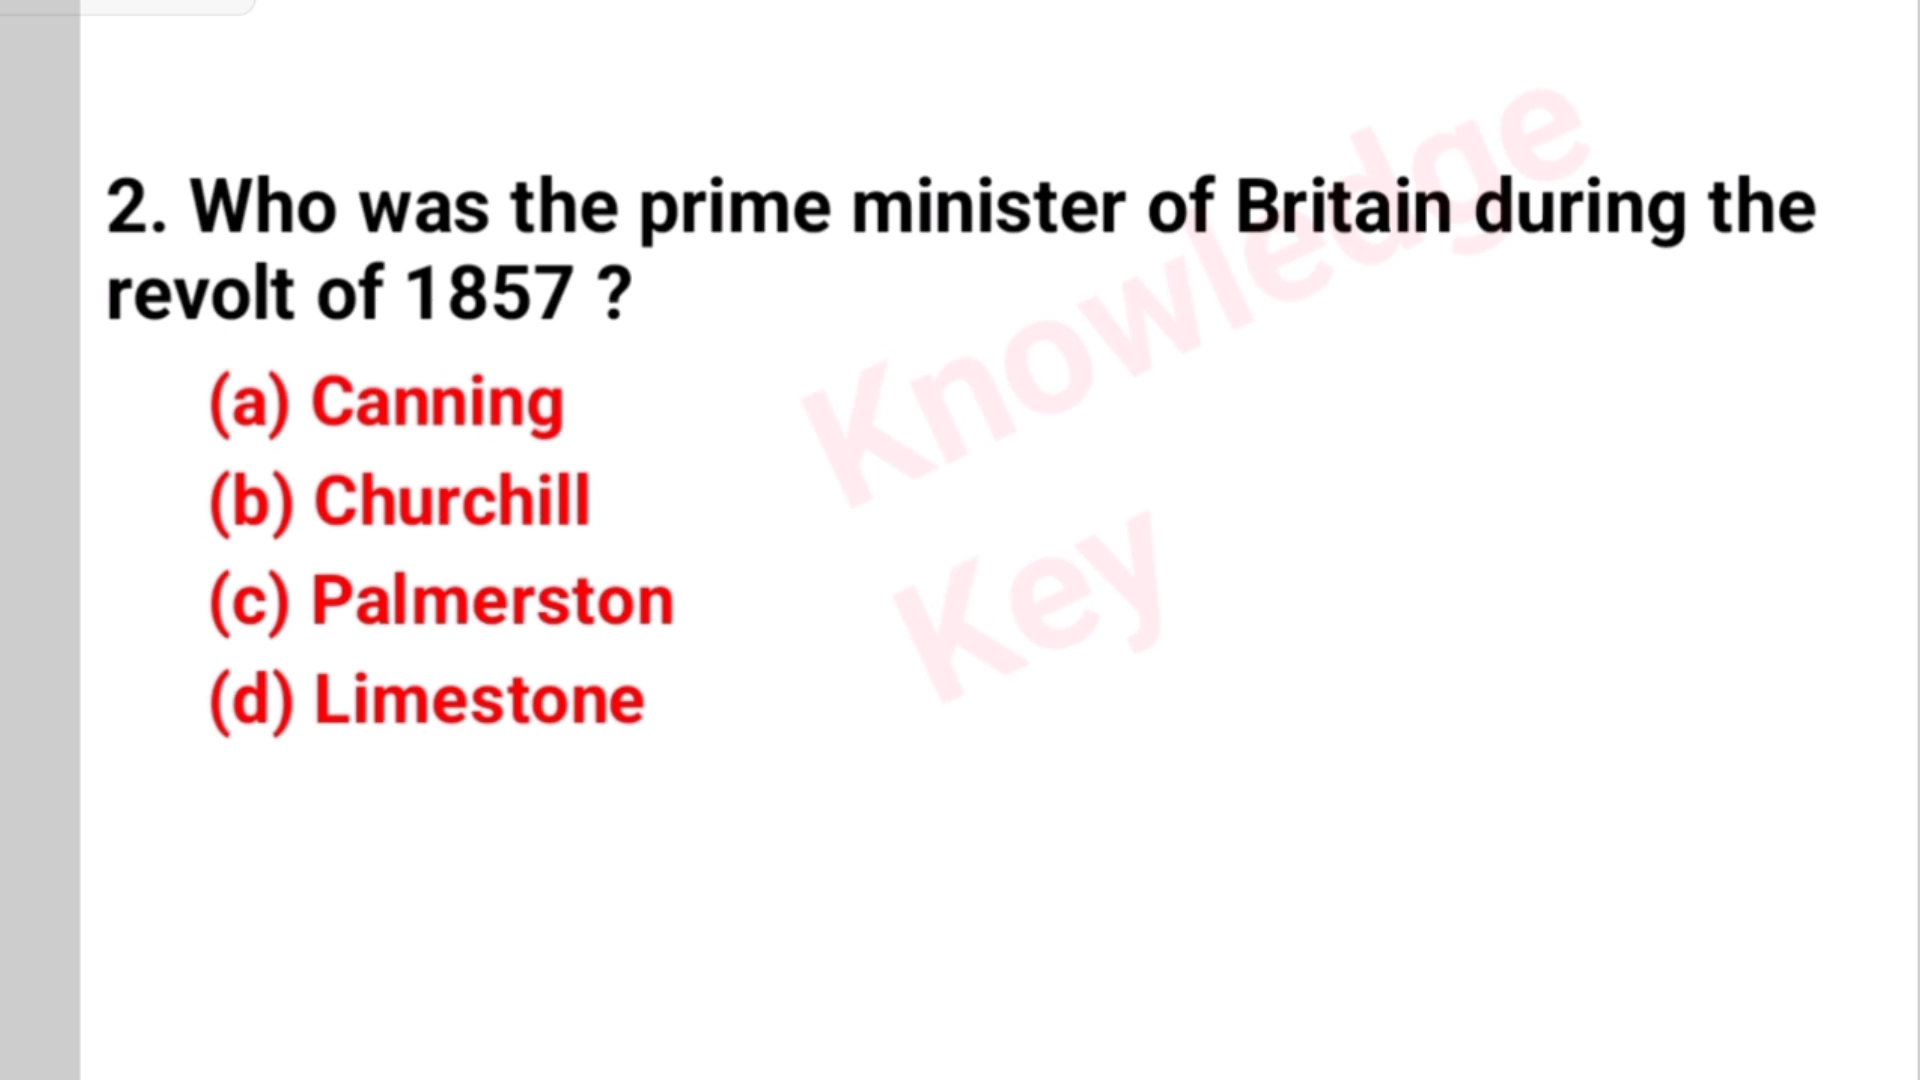 2. Who was the prime minister of Britain during the
revolt of 1857 ?
(a) Canning
(b) Churchill
(c) Palmerston
(d) Limestone
Knowledge
Key